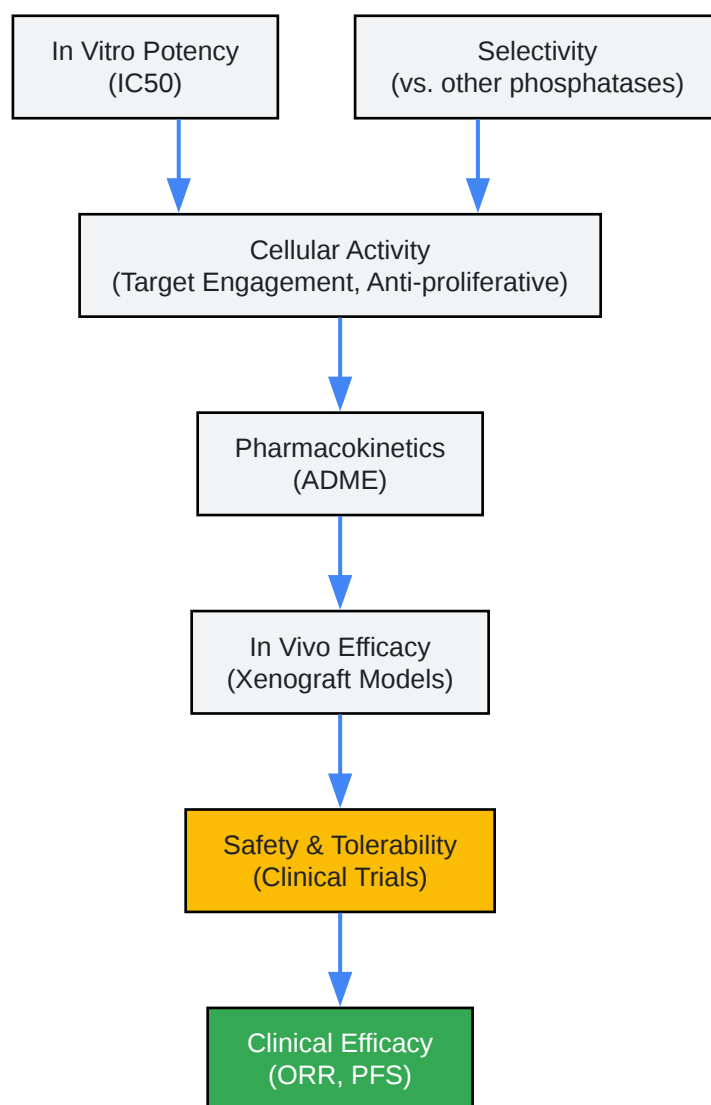 In Vitro Potency
(IC50)
Selectivity
(vs. other phosphatases)
Cellular Activity
(Target Engagement, Anti-proliferative)
Pharmacokinetics
(ADME)
In Vivo Efficacy
(Xenograft Models)
Safety & Tolerability
(Clinical Trials)
Clinical Efficacy
(ORR, PFS)